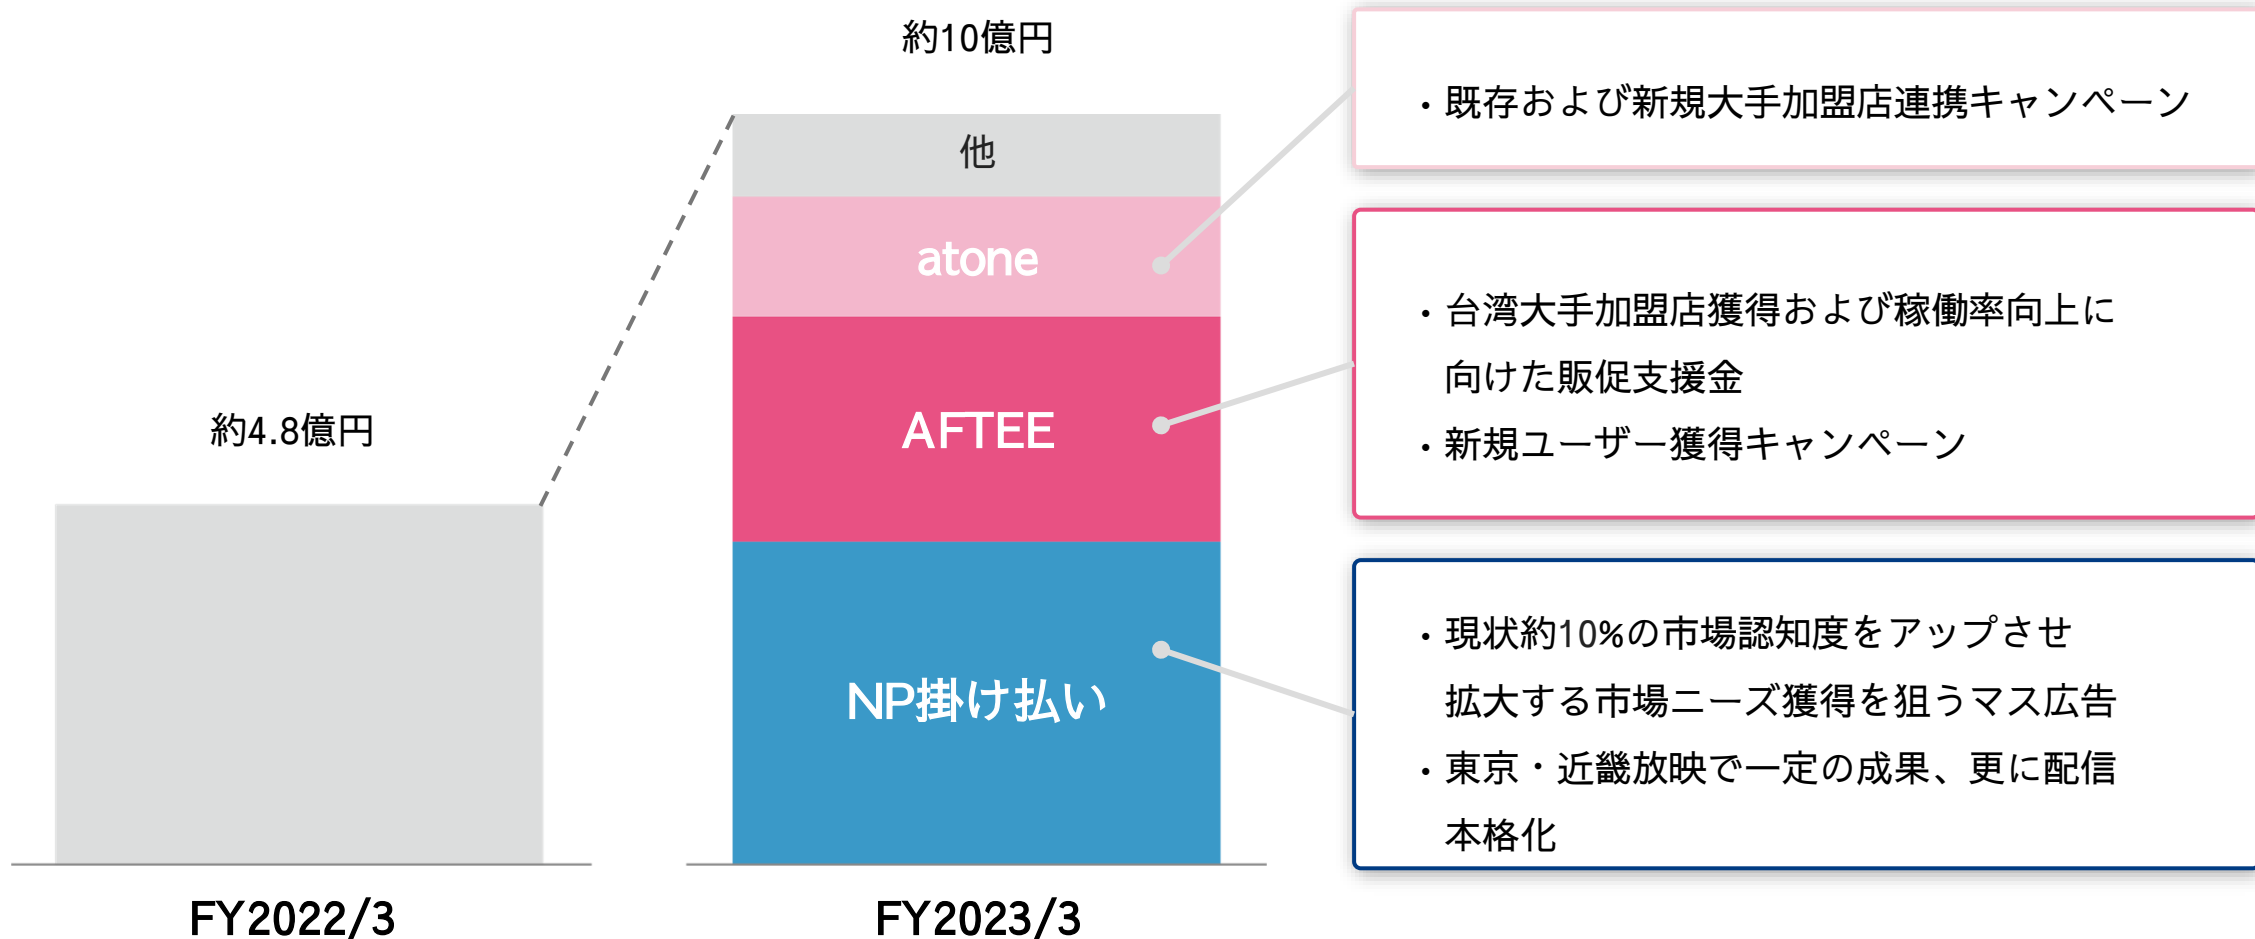 約4.8億円
FY2022/3
約10億円
他
atone
AFTEE
NP掛け払い
FY2023/3
・既存および新規大手加盟店連携キャンペーン
・台湾大手加盟店獲得および稼働率向上に
向けた販促支援金
・新規ユーザー獲得キャンペーン
・現状約10%の市場認知度をアップさせ
拡大する市場ニーズ獲得を狙うマス広告
・東京・近畿放映で一定の成果、更に配信
本格化